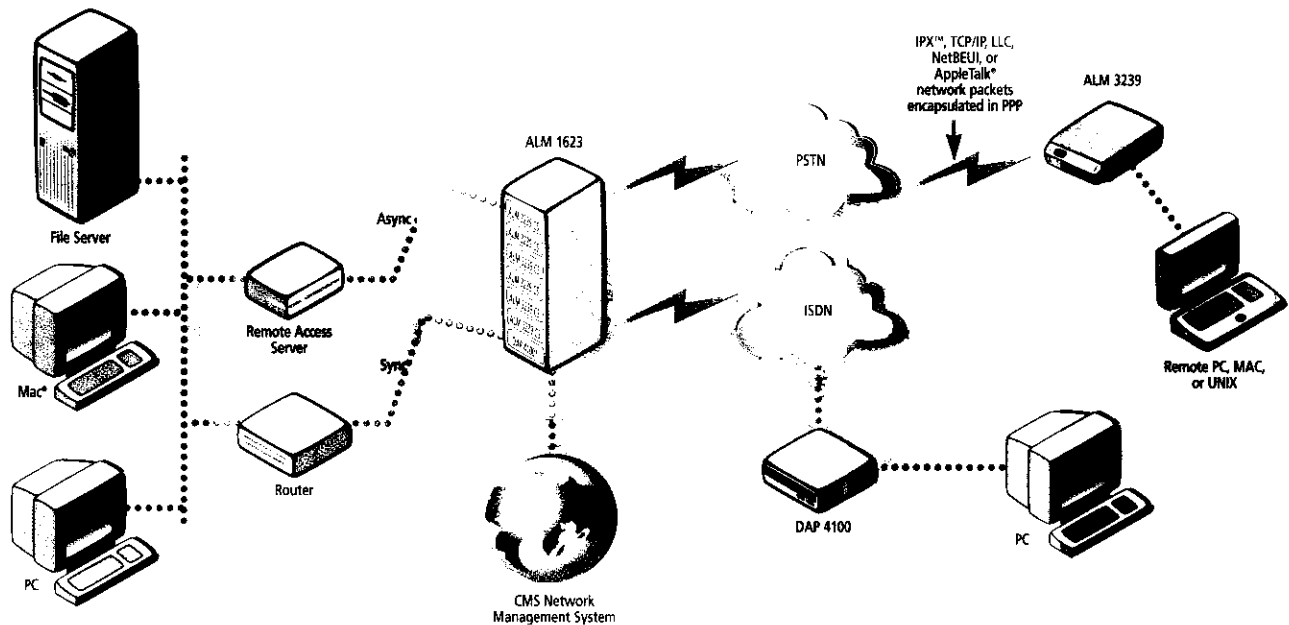 IPX™, TCP/IP, LLC,
NetBEUI, or
AppleTalk®
network packets
encapsulated in PPP
ALM 3239
ALM 1623
PSTN
File Server
Async
Remote Access
Server
ISDN
Mac®
Sync
Remote PC, MAC,
or UNIX
Router
DAP 4100
PC
PC
CMS Network
Management System